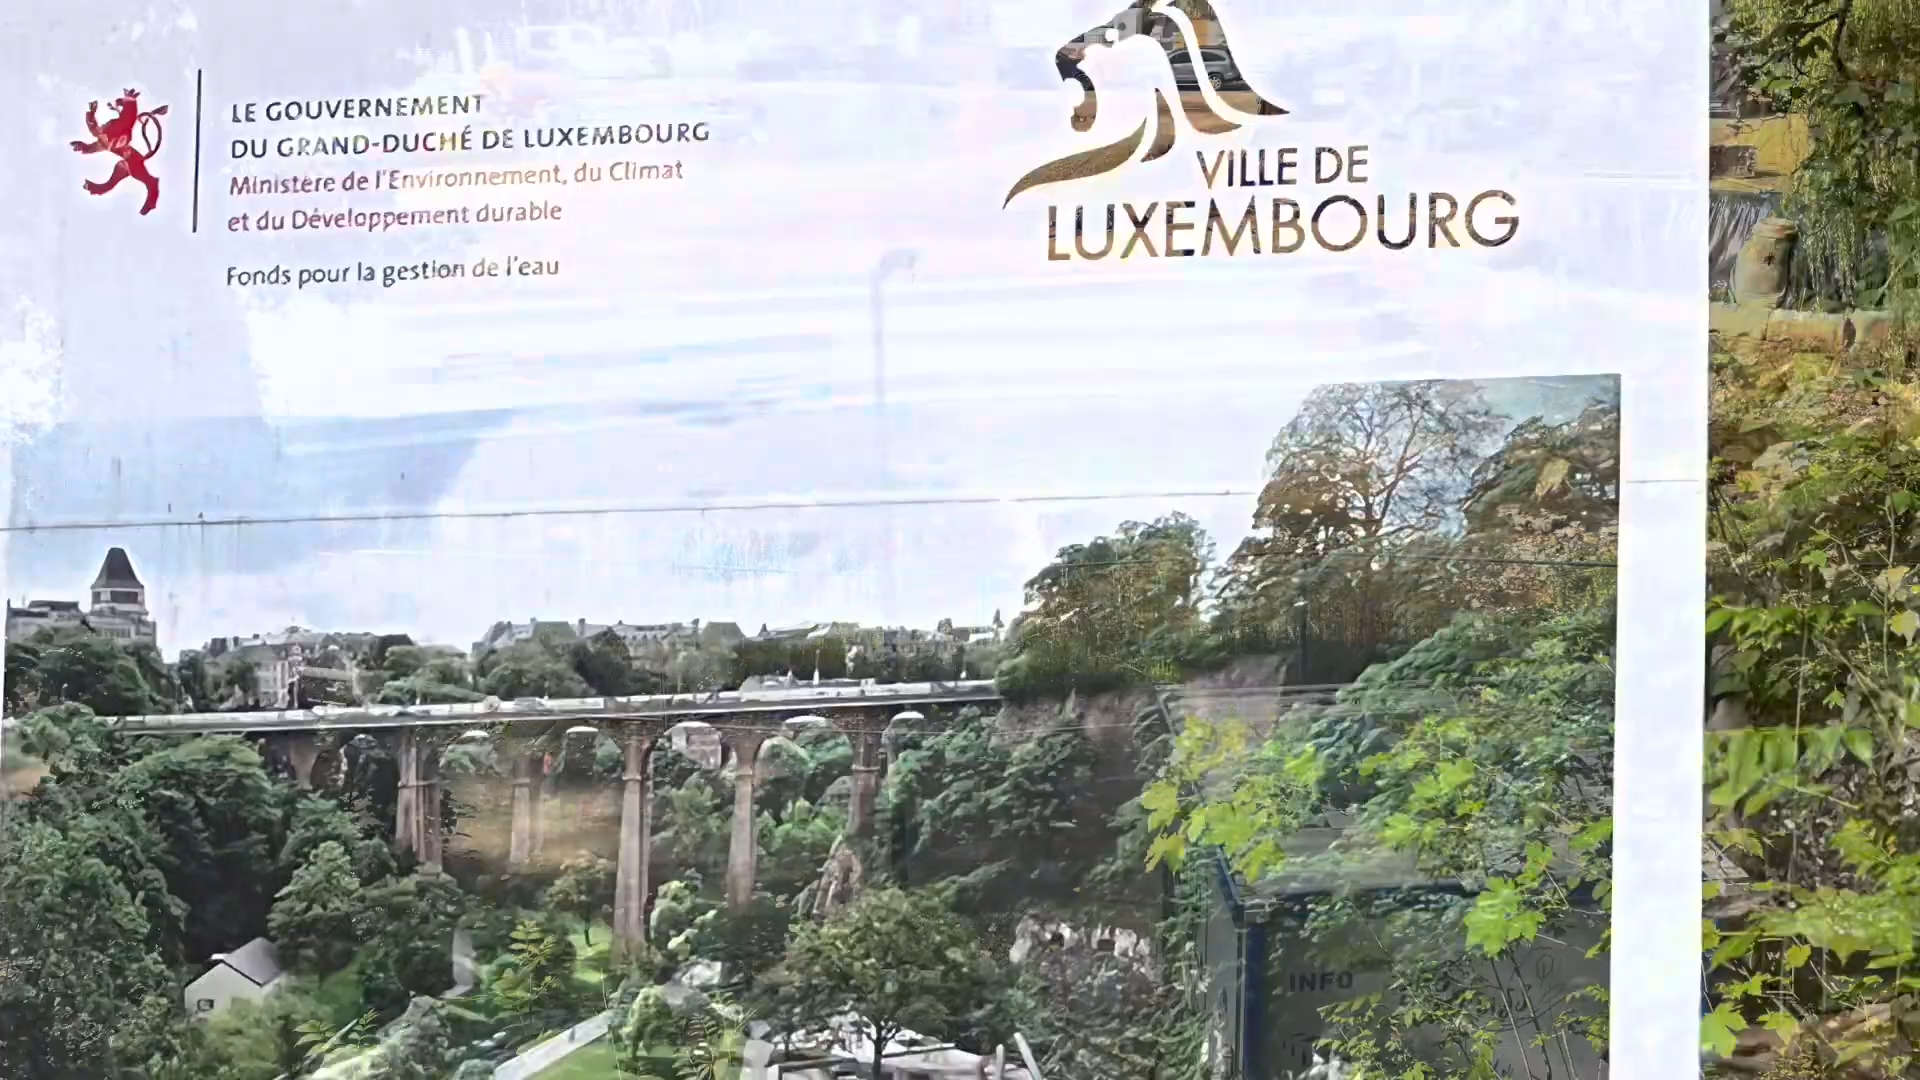 LE GOUVERNEMENT
DU GRAND-DUCHÉ DE LUXEMBOURG
Ministère de l'Environnement, du Climat
et du Développement durable
Fonds pour la gestion de l'eau
VILLE DE
LUXEMBOURG
INFO